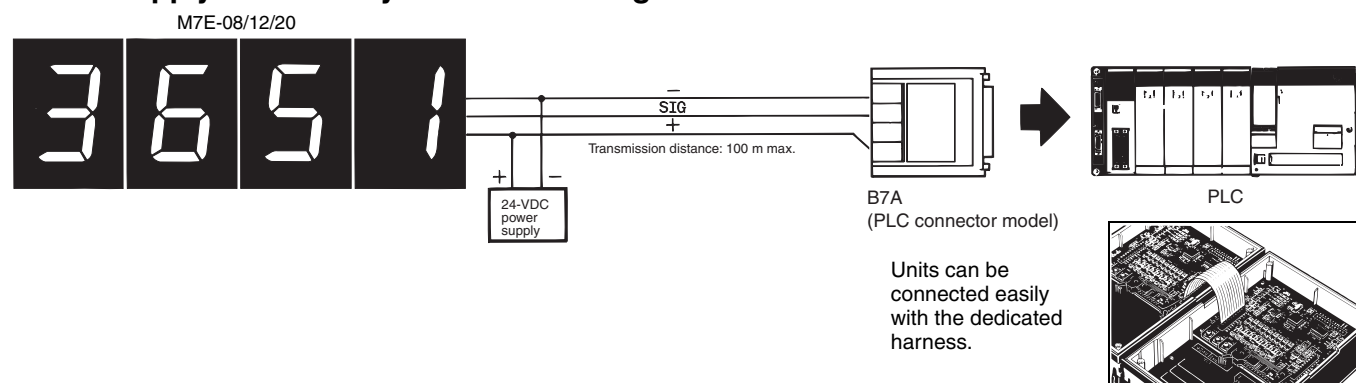 M7E-08/12/20
3651
−
SIG
+
Transmission distance: 100 m max.
+ −
24-VDC
power
supply
B7A
(PLC connector model)
PLC
Units can be
connected easily
with the dedicated
harness.